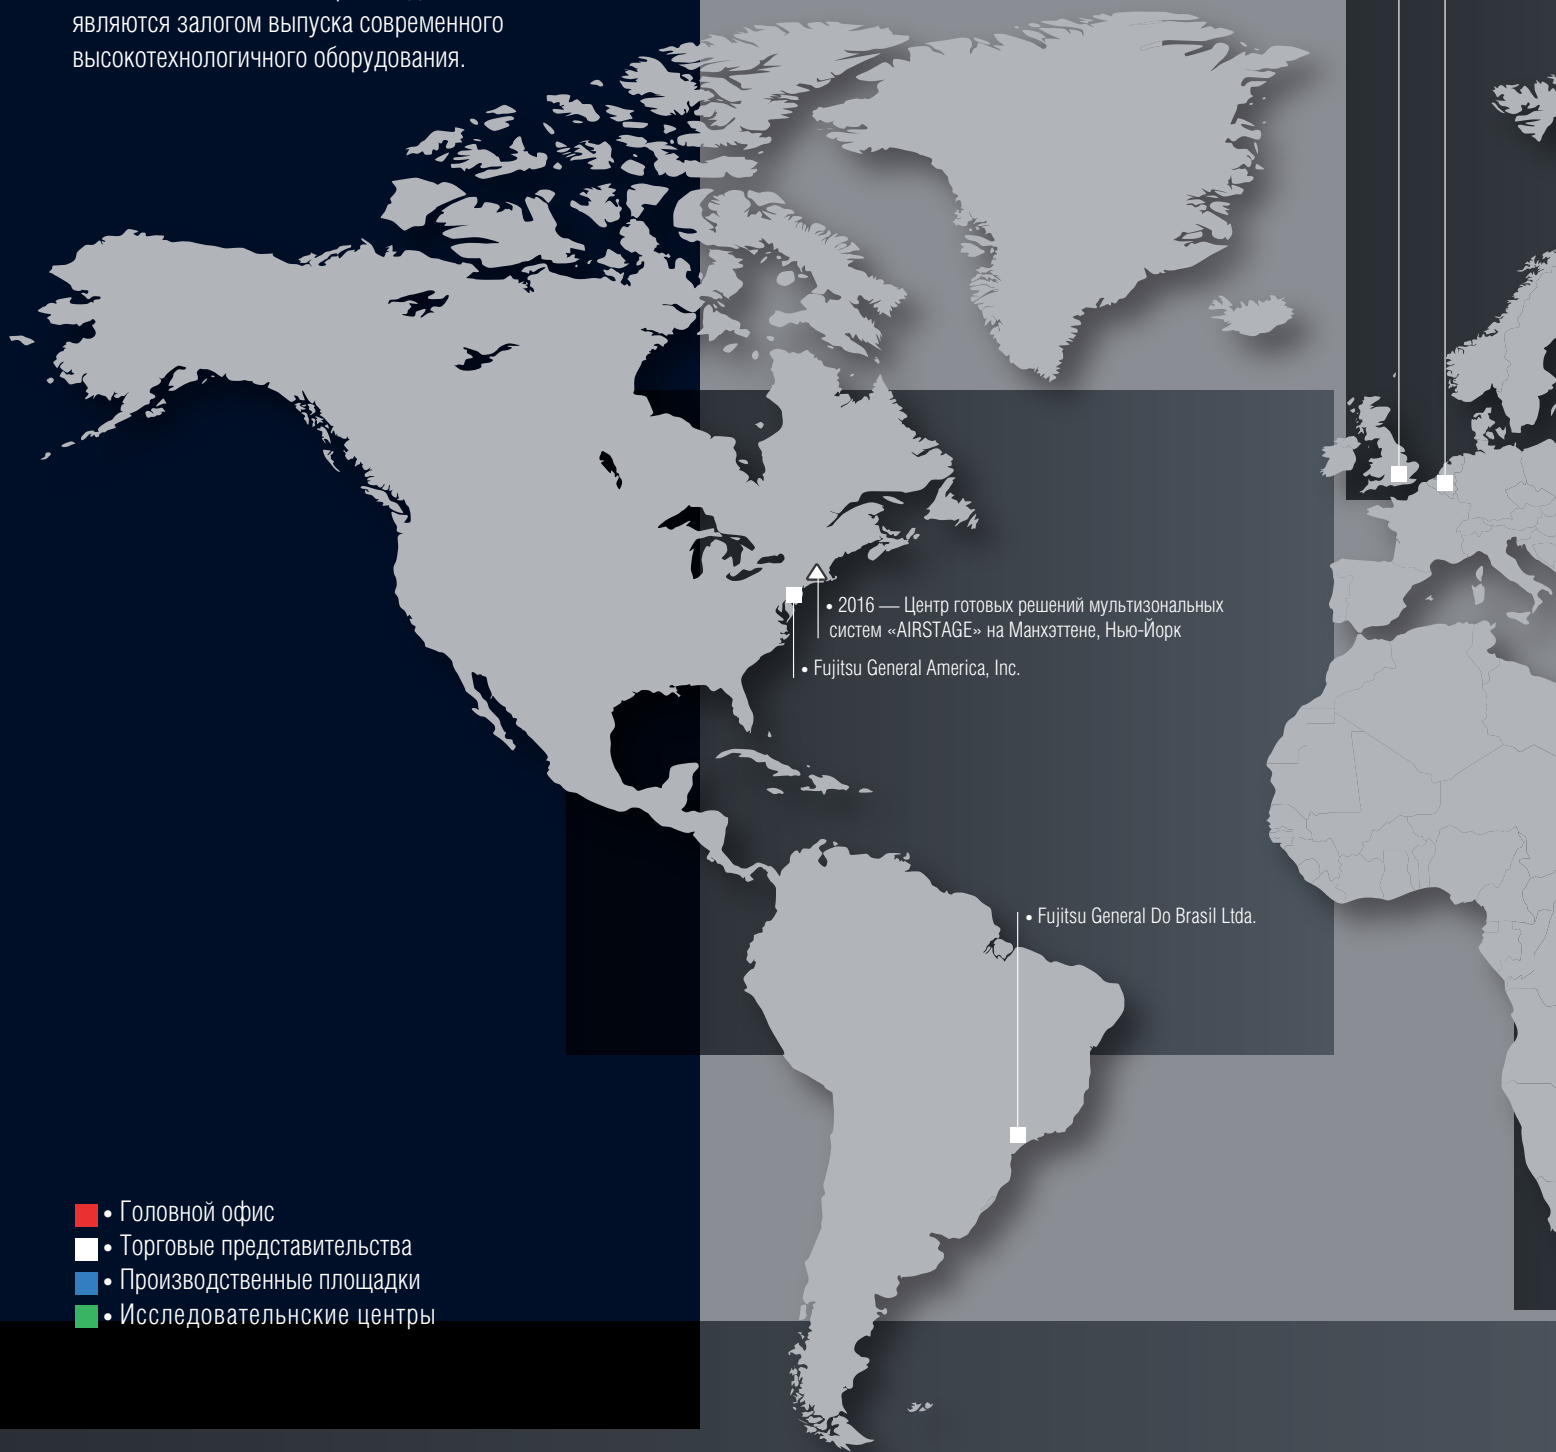 являются залогом выпуска современного
высокотехнологичного оборудования.
• 2016 — Центр готовых решений мультизональных
систем «AIRSTAGE» на Манхэттене, Нью-Йорк
• Fujitsu General America, Inc.
• Fujitsu General Do Brasil Ltda.
• Головной офис
• Торговые представительства
• Производственные площадки
• Исследовательнские центры